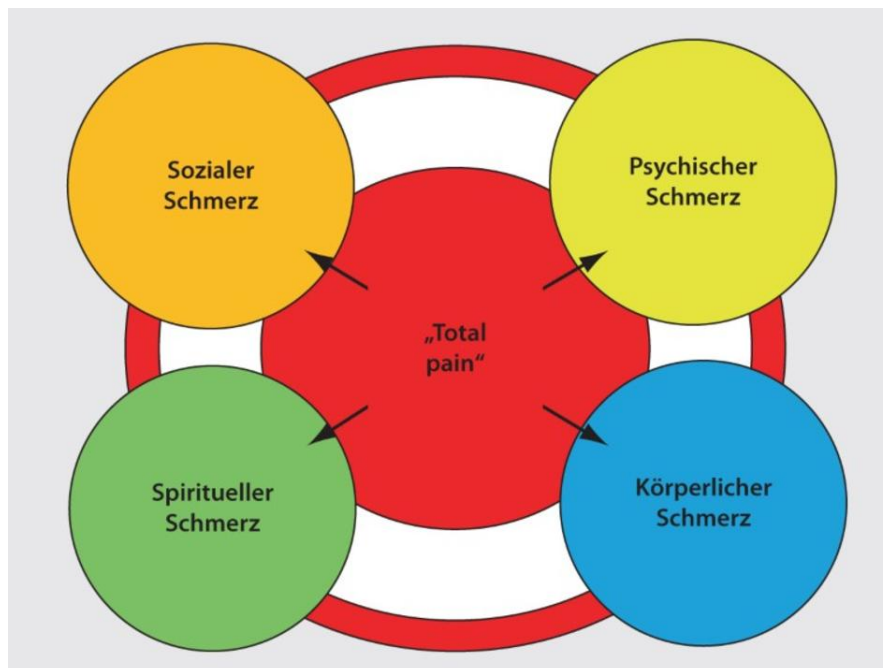 Sozialer
Schmerz
Psychischer
Schmerz
„Total
pain“
Spiritueller
Schmerz
Körperlicher
Schmerz